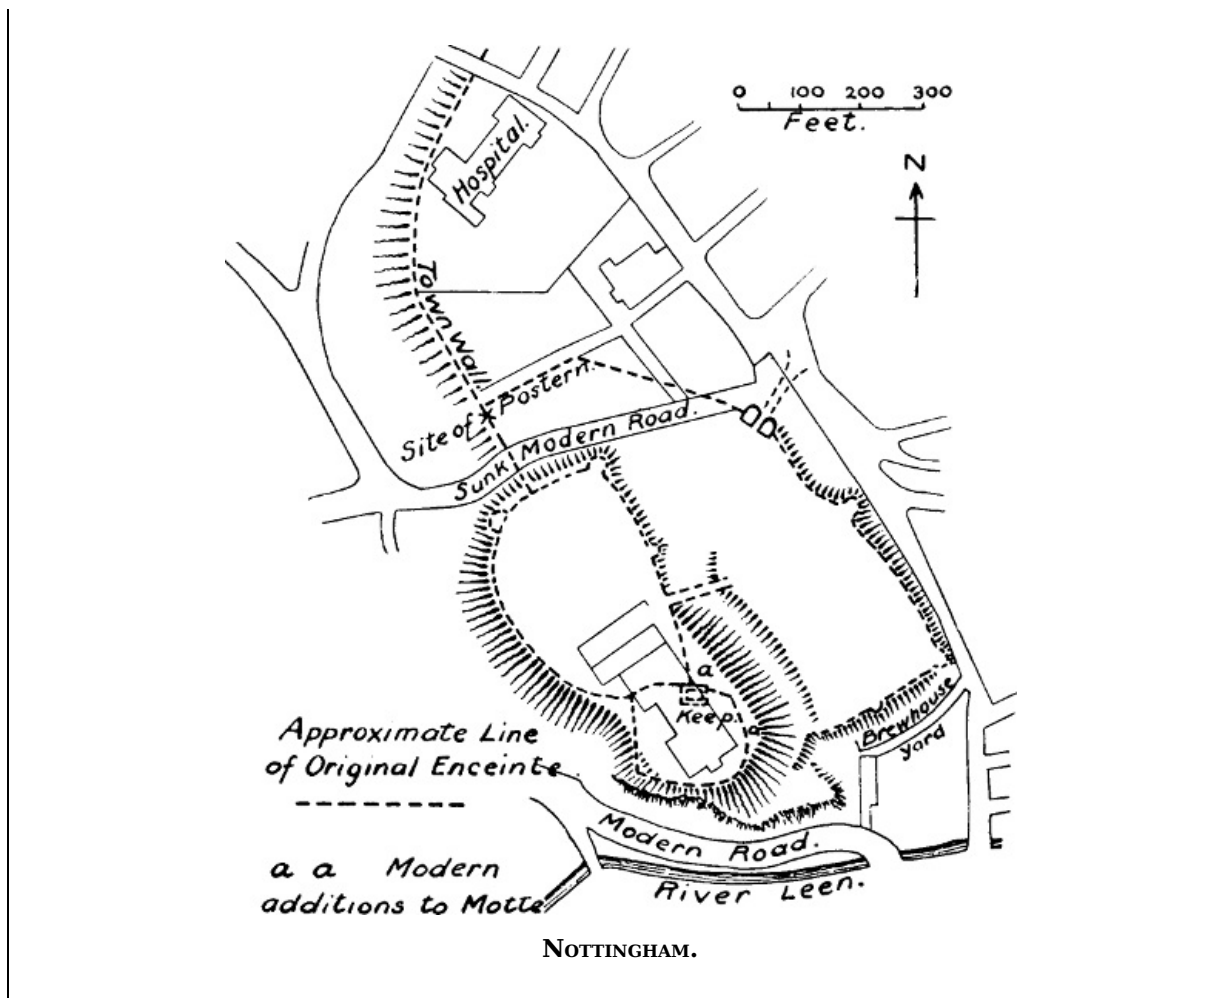 0 100 200 300
Feet.
N
Hospital.
Town Wall.
Site of Postern.
Sunk Modern Road.
a
Keep.
a
Brewhouse
yard
Approximate Line
of Original Enceinte.
a a Modern
additions to Motte
Modern Road.
River Leen.
Nottingham.